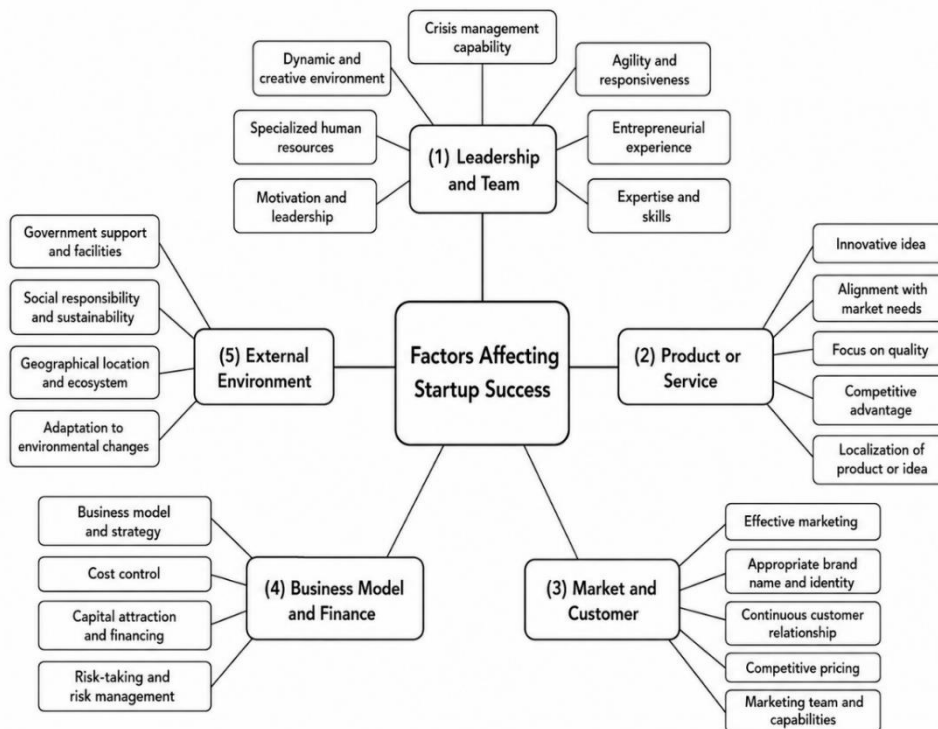 Crisis management
capability
Dynamic and
creative environment
Agility and
responsiveness
Specialized human
resources
(1) Leadership
and Team
Entrepreneurial
experience
Motivation and
leadership
Expertise and
skills
Government support
and facilities
Social responsibility
and sustainability
Geographical location
and ecosystem
Adaptation to
environmental changes
(5) External
Environment
Factors Affecting
Startup Success
(2) Product or
Service
Innovative idea
Alignment with
market needs
Focus on quality
Competitive
advantage
Localization of
product or idea
Business model
and strategy
Cost control
Capital attraction
and financing
Risk-taking and
risk management
(4) Business Model
and Finance
(3) Market and
Customer
Effective marketing
Appropriate brand
name and identity
Continuous customer
relationship
Competitive pricing
Marketing team and
capabilities